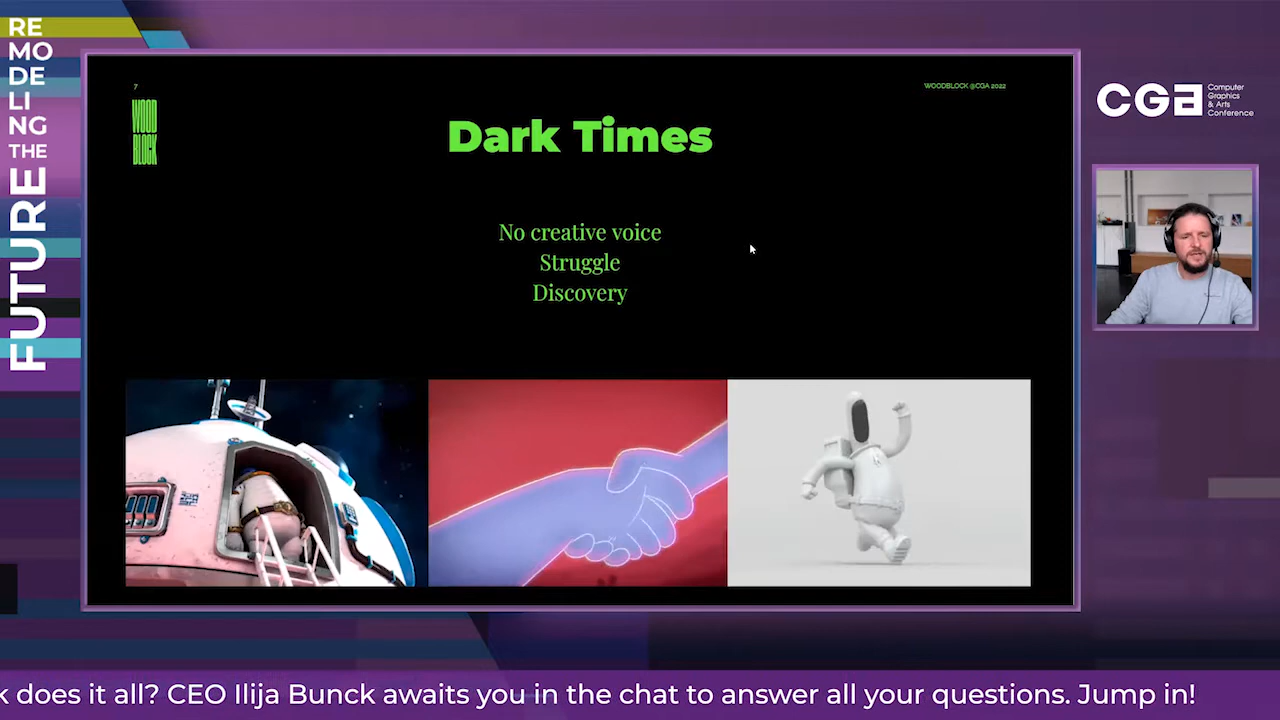 RE
MO
DE
LI
NG
THE
FUTURE
7
WOOD
BLOCK
WOODBLOCK @CGA 2022
Dark Times
No creative voice
Struggle
Discovery
CGA
Computer
Graphics
& Arts
Conference
k does it all? CEO Ilija Bunck awaits you in the chat to answer all your questions. Jump in!